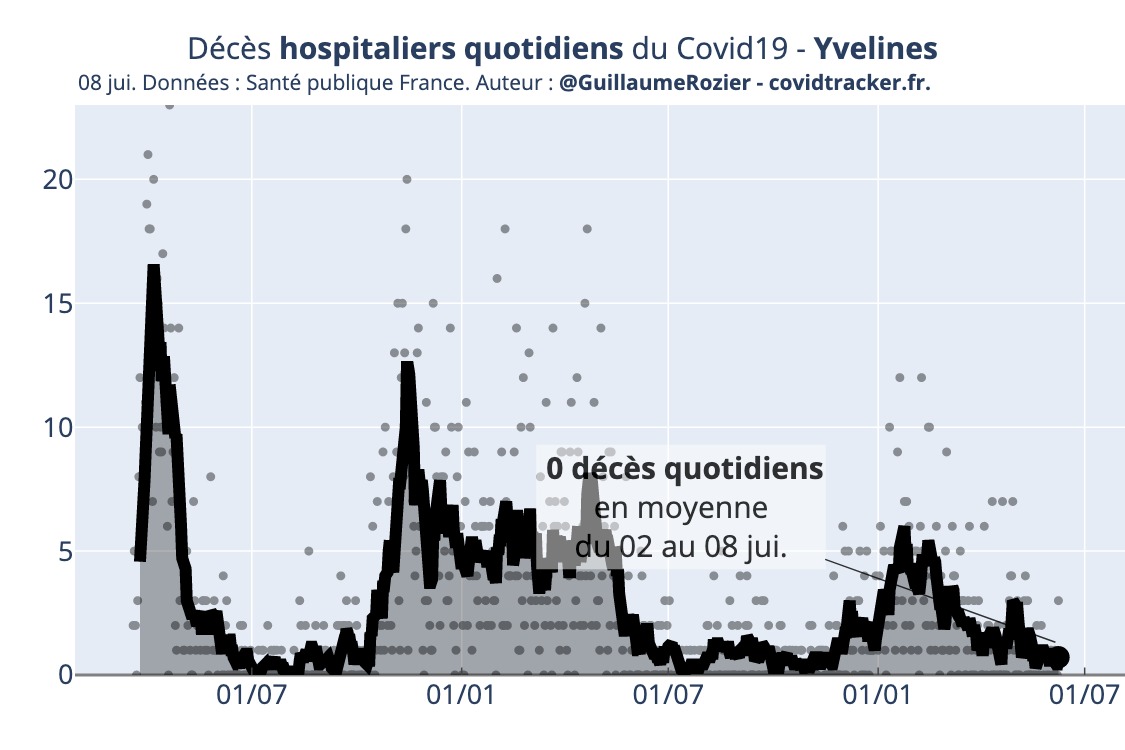 Décès hospitaliers quotidiens du Covid19 - Yvelines
08 jui. Données : Santé publique France. Auteur : @GuillaumeRozier - covidtracker.fr.
20
15
10
5
0
0 décès quotidiens
en moyenne
du 02 au 08 jui.
01/07 01/01 01/07 01/01 01/07